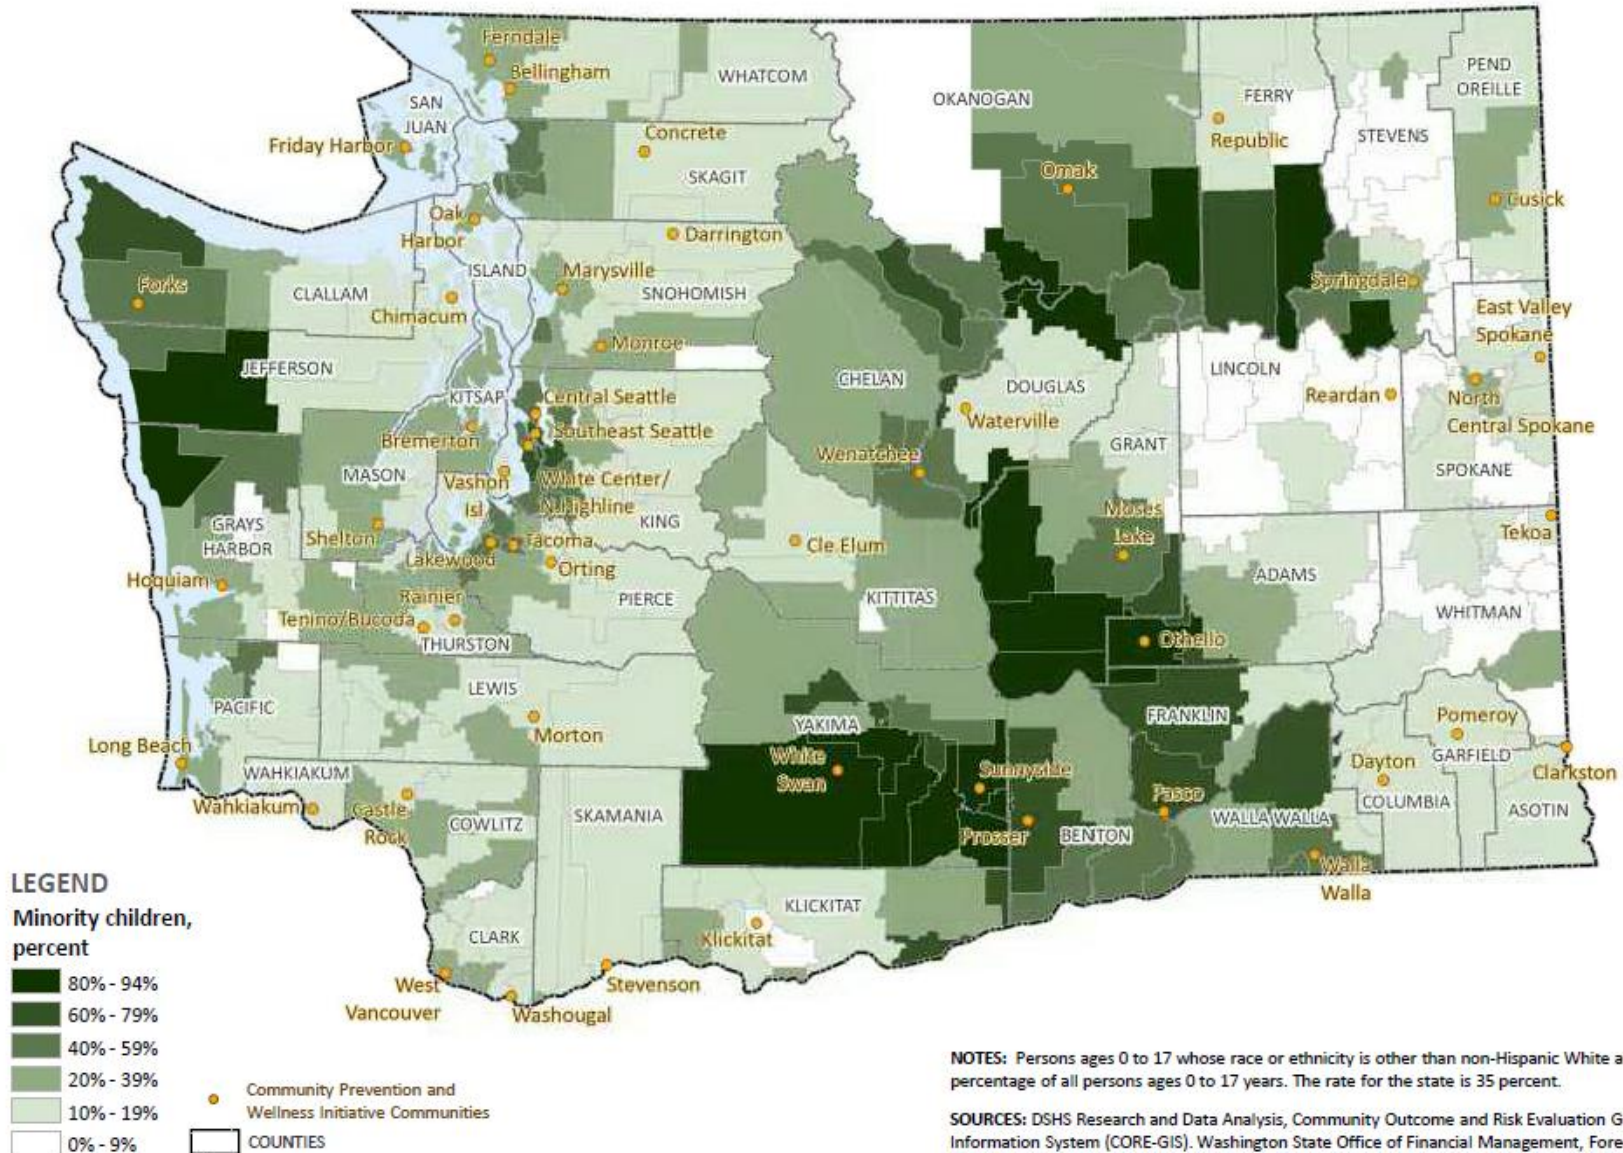 Ferndale
Bellingham
WHATCOM
SAN
JUAN
Friday Harbor
Concrete
SKAGIT
OKANOGAN
FERRY
Republic
STEVENS
PEND
OREILLE
Omak
Cusick
Oak
Harbor
Darrington
ISLAND
Marysville
SNOHOMISH
Forks
CLALLAM
Chimacum
Monroe
Springdale
East Valley
Spokane
JEFFERSON
KITSAP
Central Seattle
Southeast Seattle
Bremerton
CHELAN
DOUGLAS
Waterville
LINCOLN
Reardan
North
Central Spokane
GRANT
SPOKANE
Wenatchee
MASON
Vashon
Isl
White Center/
N.Highline
KING
Shelton
GRAYS
HARBOR
Lakewood
Tacoma
Orting
Cle Elum
Moses
Lake
Tekoa
Hoquiam
Rainier
Tenino/Bucoda
THURSTON
PIERCE
KITTITAS
ADAMS
WHITMAN
Othello
LEWIS
PACIFIC
Morton
Long Beach
YAKIMA
White
Swan
Sunnyside
FRANKLIN
Pomeroy
GARFIELD
Clarkston
Dayton
COLUMBIA
ASOTIN
WAHKIAKUM
Wahkiakum
Castle
Rock
COWLITZ
SKAMANIA
Prosser
BENTON
Pasco
WALLA WALLA
Walla
Walla
KLICKITAT
Klickitat
CLARK
West
Vancouver
Washougal
Stevenson
LEGEND
Minority children,
percent
80% - 94%
60% - 79%
40% - 59%
20% - 39%
10% - 19%
0% - 9%
Community Prevention and
Wellness Initiative Communities
COUNTIES
NOTES: Persons ages 0 to 17 whose race or ethnicity is other than non-Hispanic White a
percentage of all persons ages 0 to 17 years. The rate for the state is 35 percent.
SOURCES: DSHS Research and Data Analysis, Community Outcome and Risk Evaluation G
Information System (CORE-GIS). Washington State Office of Financial Management, Fore